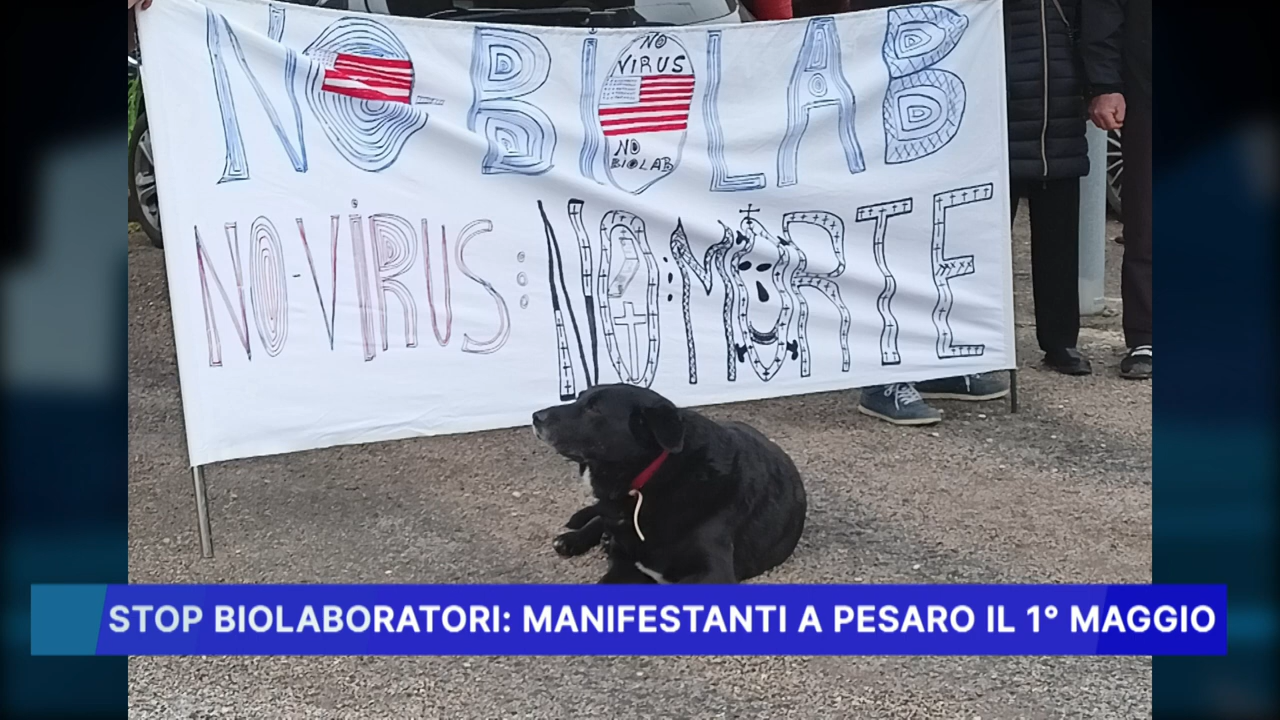 NO-BIOLAB
NO
VIRUS
NO
BIOLAB
NO-VIRUS: NO: MORTE
STOP BIOLABORATORI: MANIFESTANTI A PESARO IL 1° MAGGIO